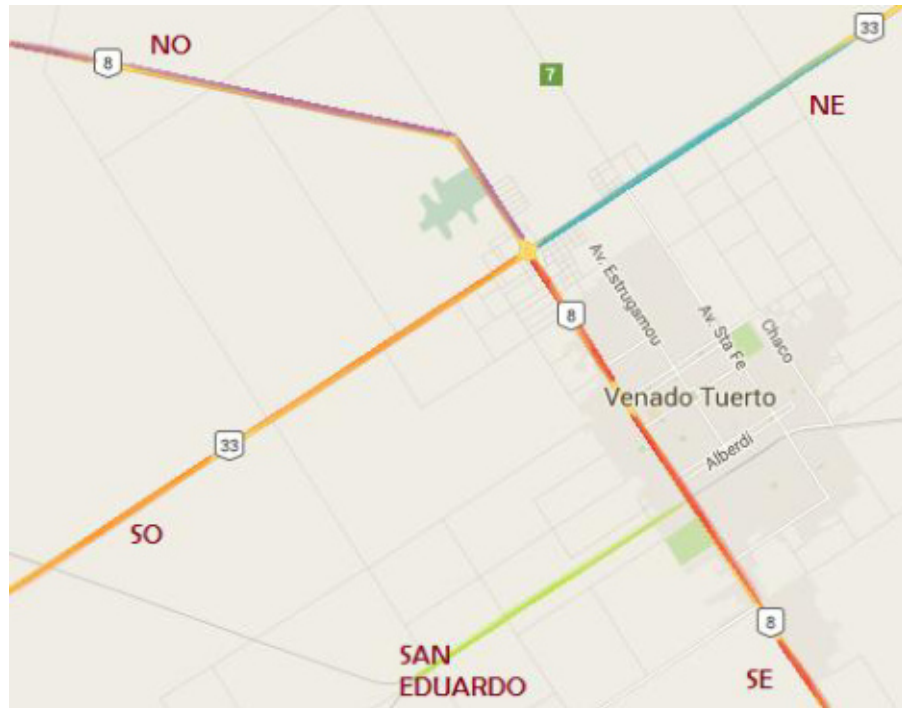 NO
8
33
7
NE
Av. Estrugamou
8
Av. Sta Fe
Chaco
Venado Tuerto
33
Alberdi
SO
8
SAN
EDUARDO
SE